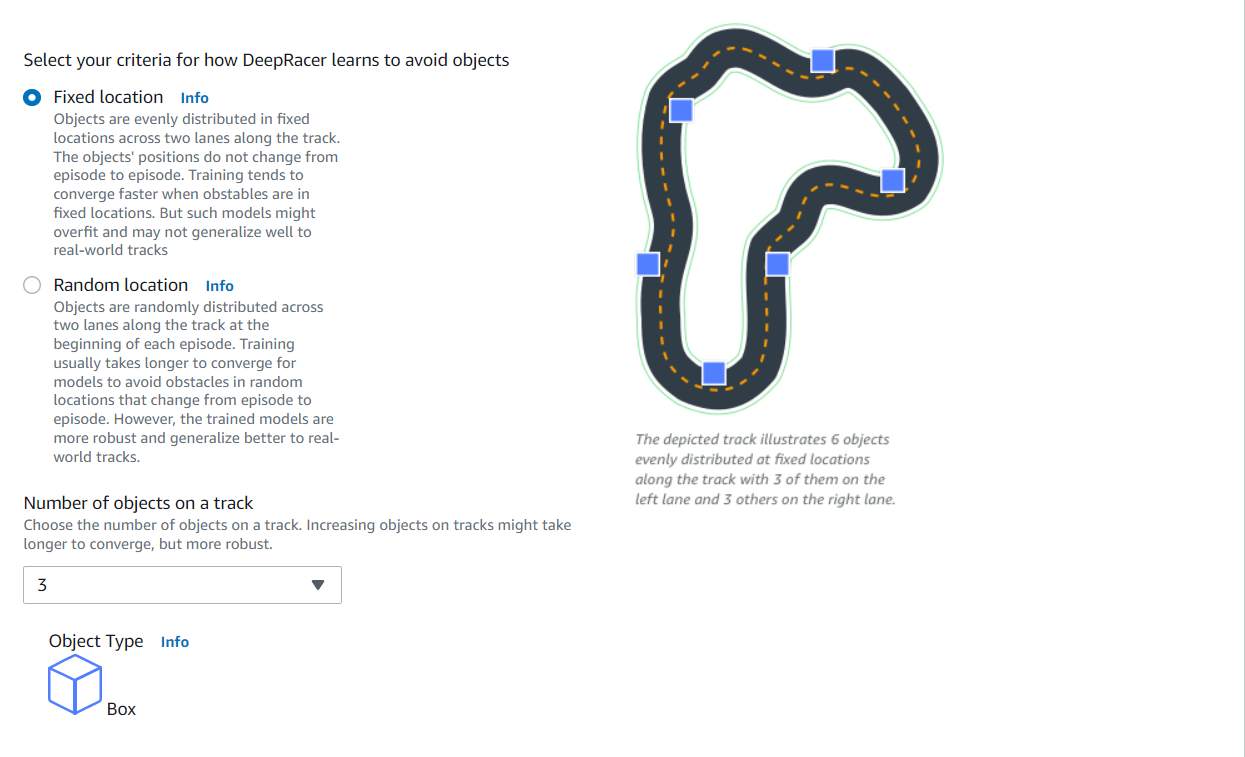 Select your criteria for how DeepRacer learns to avoid objects
Fixed location Info
Objects are evenly distributed in fixed
locations across two lanes along the track.
The objects' positions do not change from
episode to episode. Training tends to
converge faster when obstables are in
fixed locations. But such models might
overfit and may not generalize well to
real-world tracks
Random location Info
Objects are randomly distributed across
two lanes along the track at the
beginning of each episode. Training
usually takes longer to converge for
models to avoid obstacles in random
locations that change from episode to
episode. However, the trained models are
more robust and generalize better to real-
world tracks.
Number of objects on a track
Choose the number of objects on a track. Increasing objects on tracks might take
longer to converge, but more robust.
3
Object Type Info
Box
The depicted track illustrates 6 objects
evenly distributed at fixed locations
along the track with 3 of them on the
left lane and 3 others on the right lane.